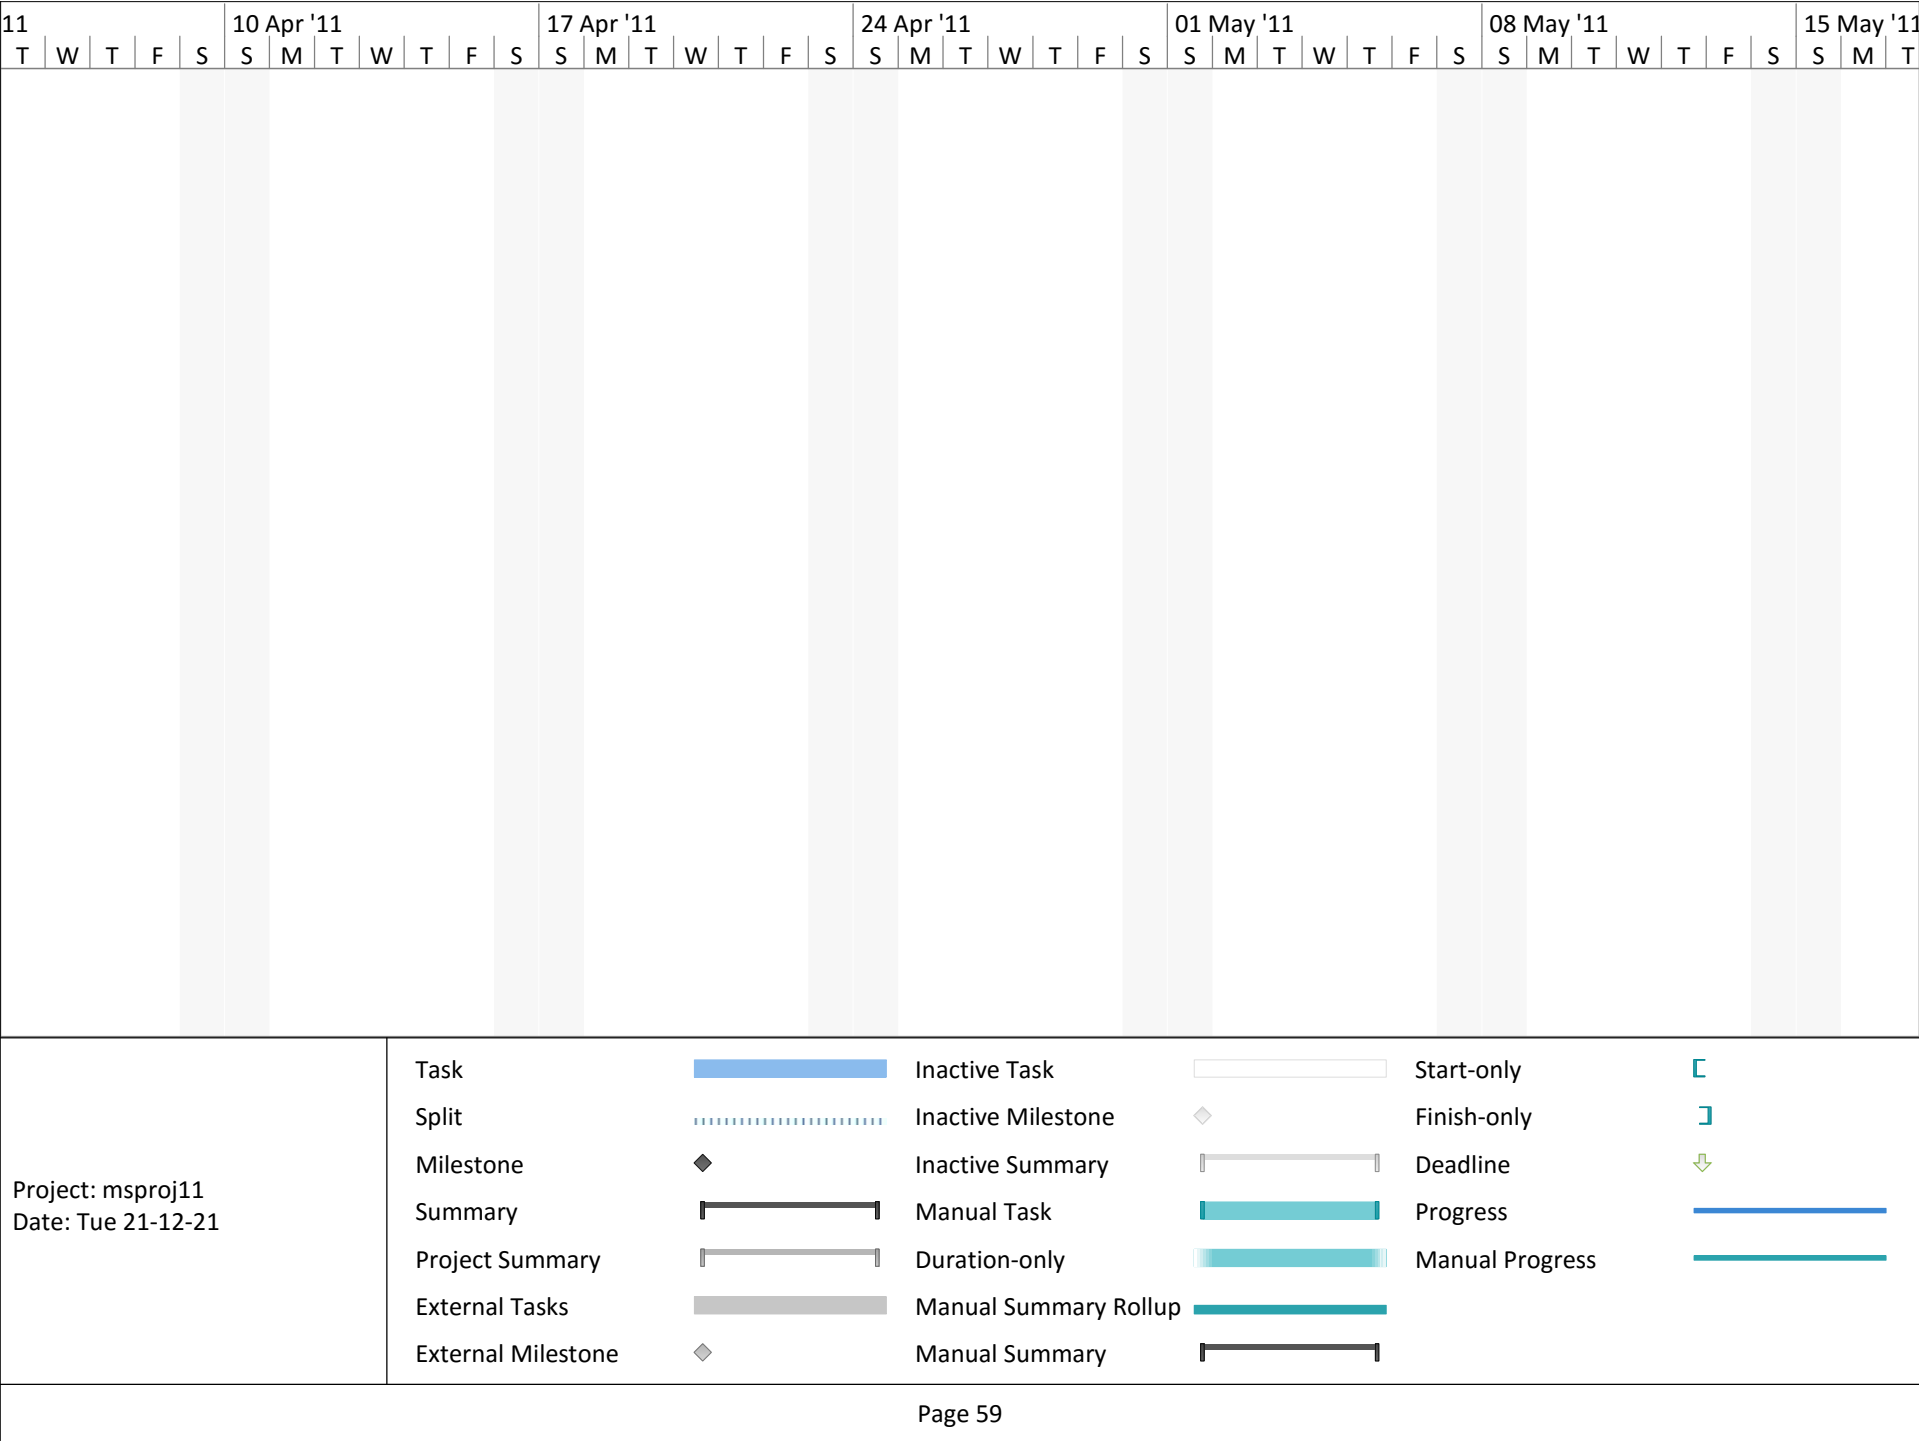 11 10 Apr '11 17 Apr '11 24 Apr '11 01 May '11 08 May '11 15 May '11
T W T F S S M T W T F S S M T W T F S S M T W T F S S M T W T F S S M T W T F S S M T
Task Inactive Task Start-only
Split Inactive Milestone Finish-only
Milestone Inactive Summary Deadline
Project: msproj11
Date: Tue 21-12-21
Summary Manual Task Progress
Project Summary Duration-only Manual Progress
External Tasks Manual Summary Rollup
External Milestone Manual Summary
Page 59